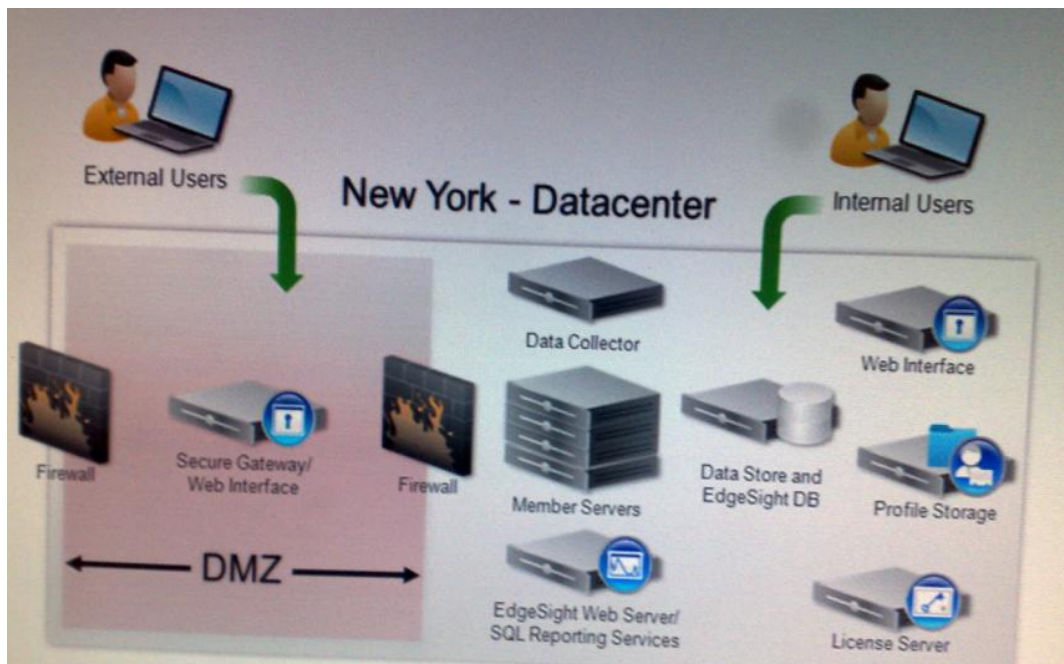 External Users
New York - Datacenter
Internal Users
Data Collector
Web Interface
Firewall
Secure Gateway/
Web Interface
Firewall
Member Servers
Data Store and
EdgeSight DB
Profile Storage
DMZ
EdgeSight Web Server/
SQL Reporting Services
License Server